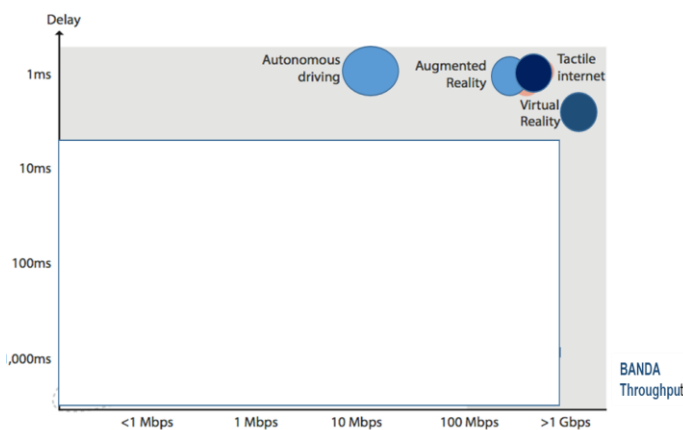 Delay
Autonomous
driving
Augmented
Reality
Tactile
internet
Virtual
Reality
1ms
10ms
100ms
,000ms
BANDA
Throughput
<1 Mbps
1 Mbps
10 Mbps
100 Mbps
>1 Gbps